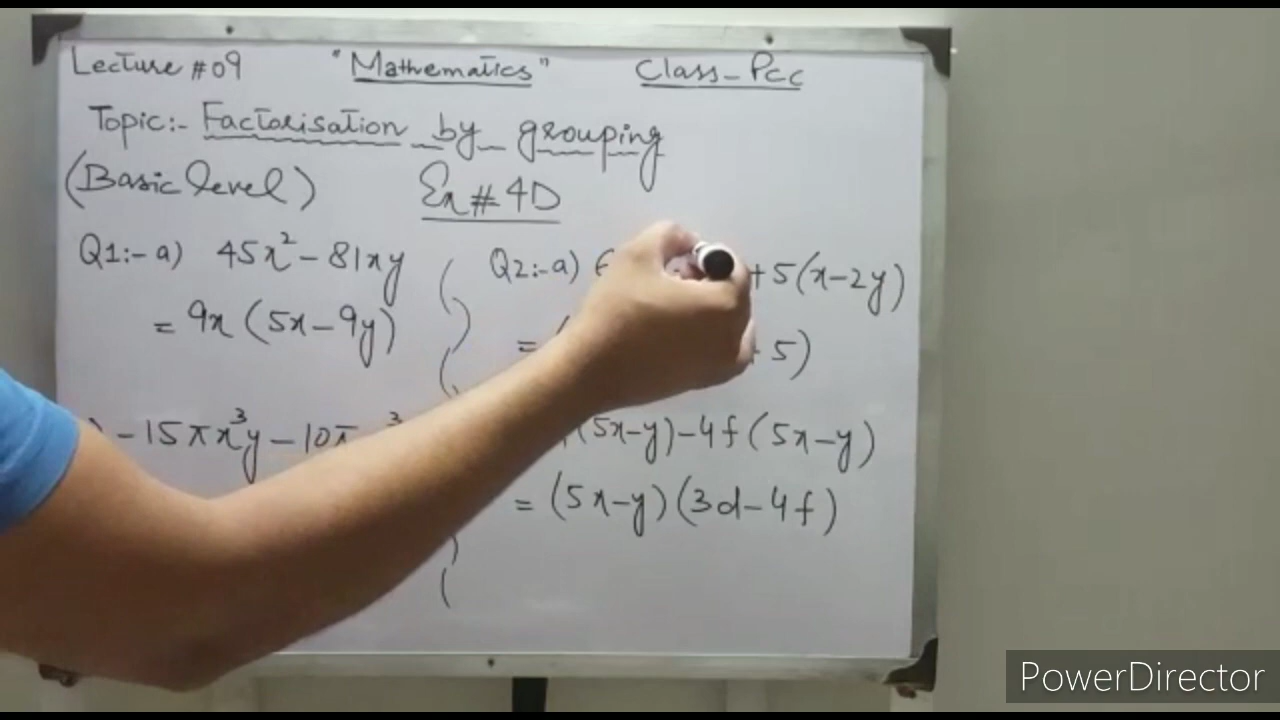 Lecture #09 "Mathematics" Class-Pcc
Topic:- Factorisation by grouping
(Basic level) Ex#4D
Q1:- a) 45x²-81xy
= 9x(5x-9y)
-15πx³y-10π
Q2:-a) +5(x-2y)
= 5)
(5x-y)-4f(5x-y)
= (5x-y)(3d-4f)
PowerDirector